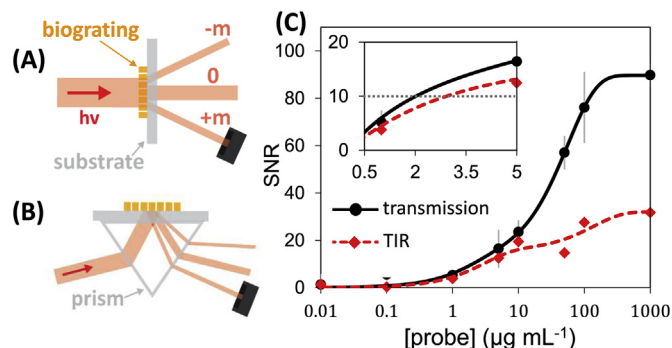 (A)
biograting
-m
0
+m
hν
substrate
(B)
prism
(C)
SNR
100
80
60
40
20
0
20
10
0
0.5
2
3.5
5
transmission
TIR
0.01
0.1
1
10
100
1000
[probe] (µg mL⁻¹)